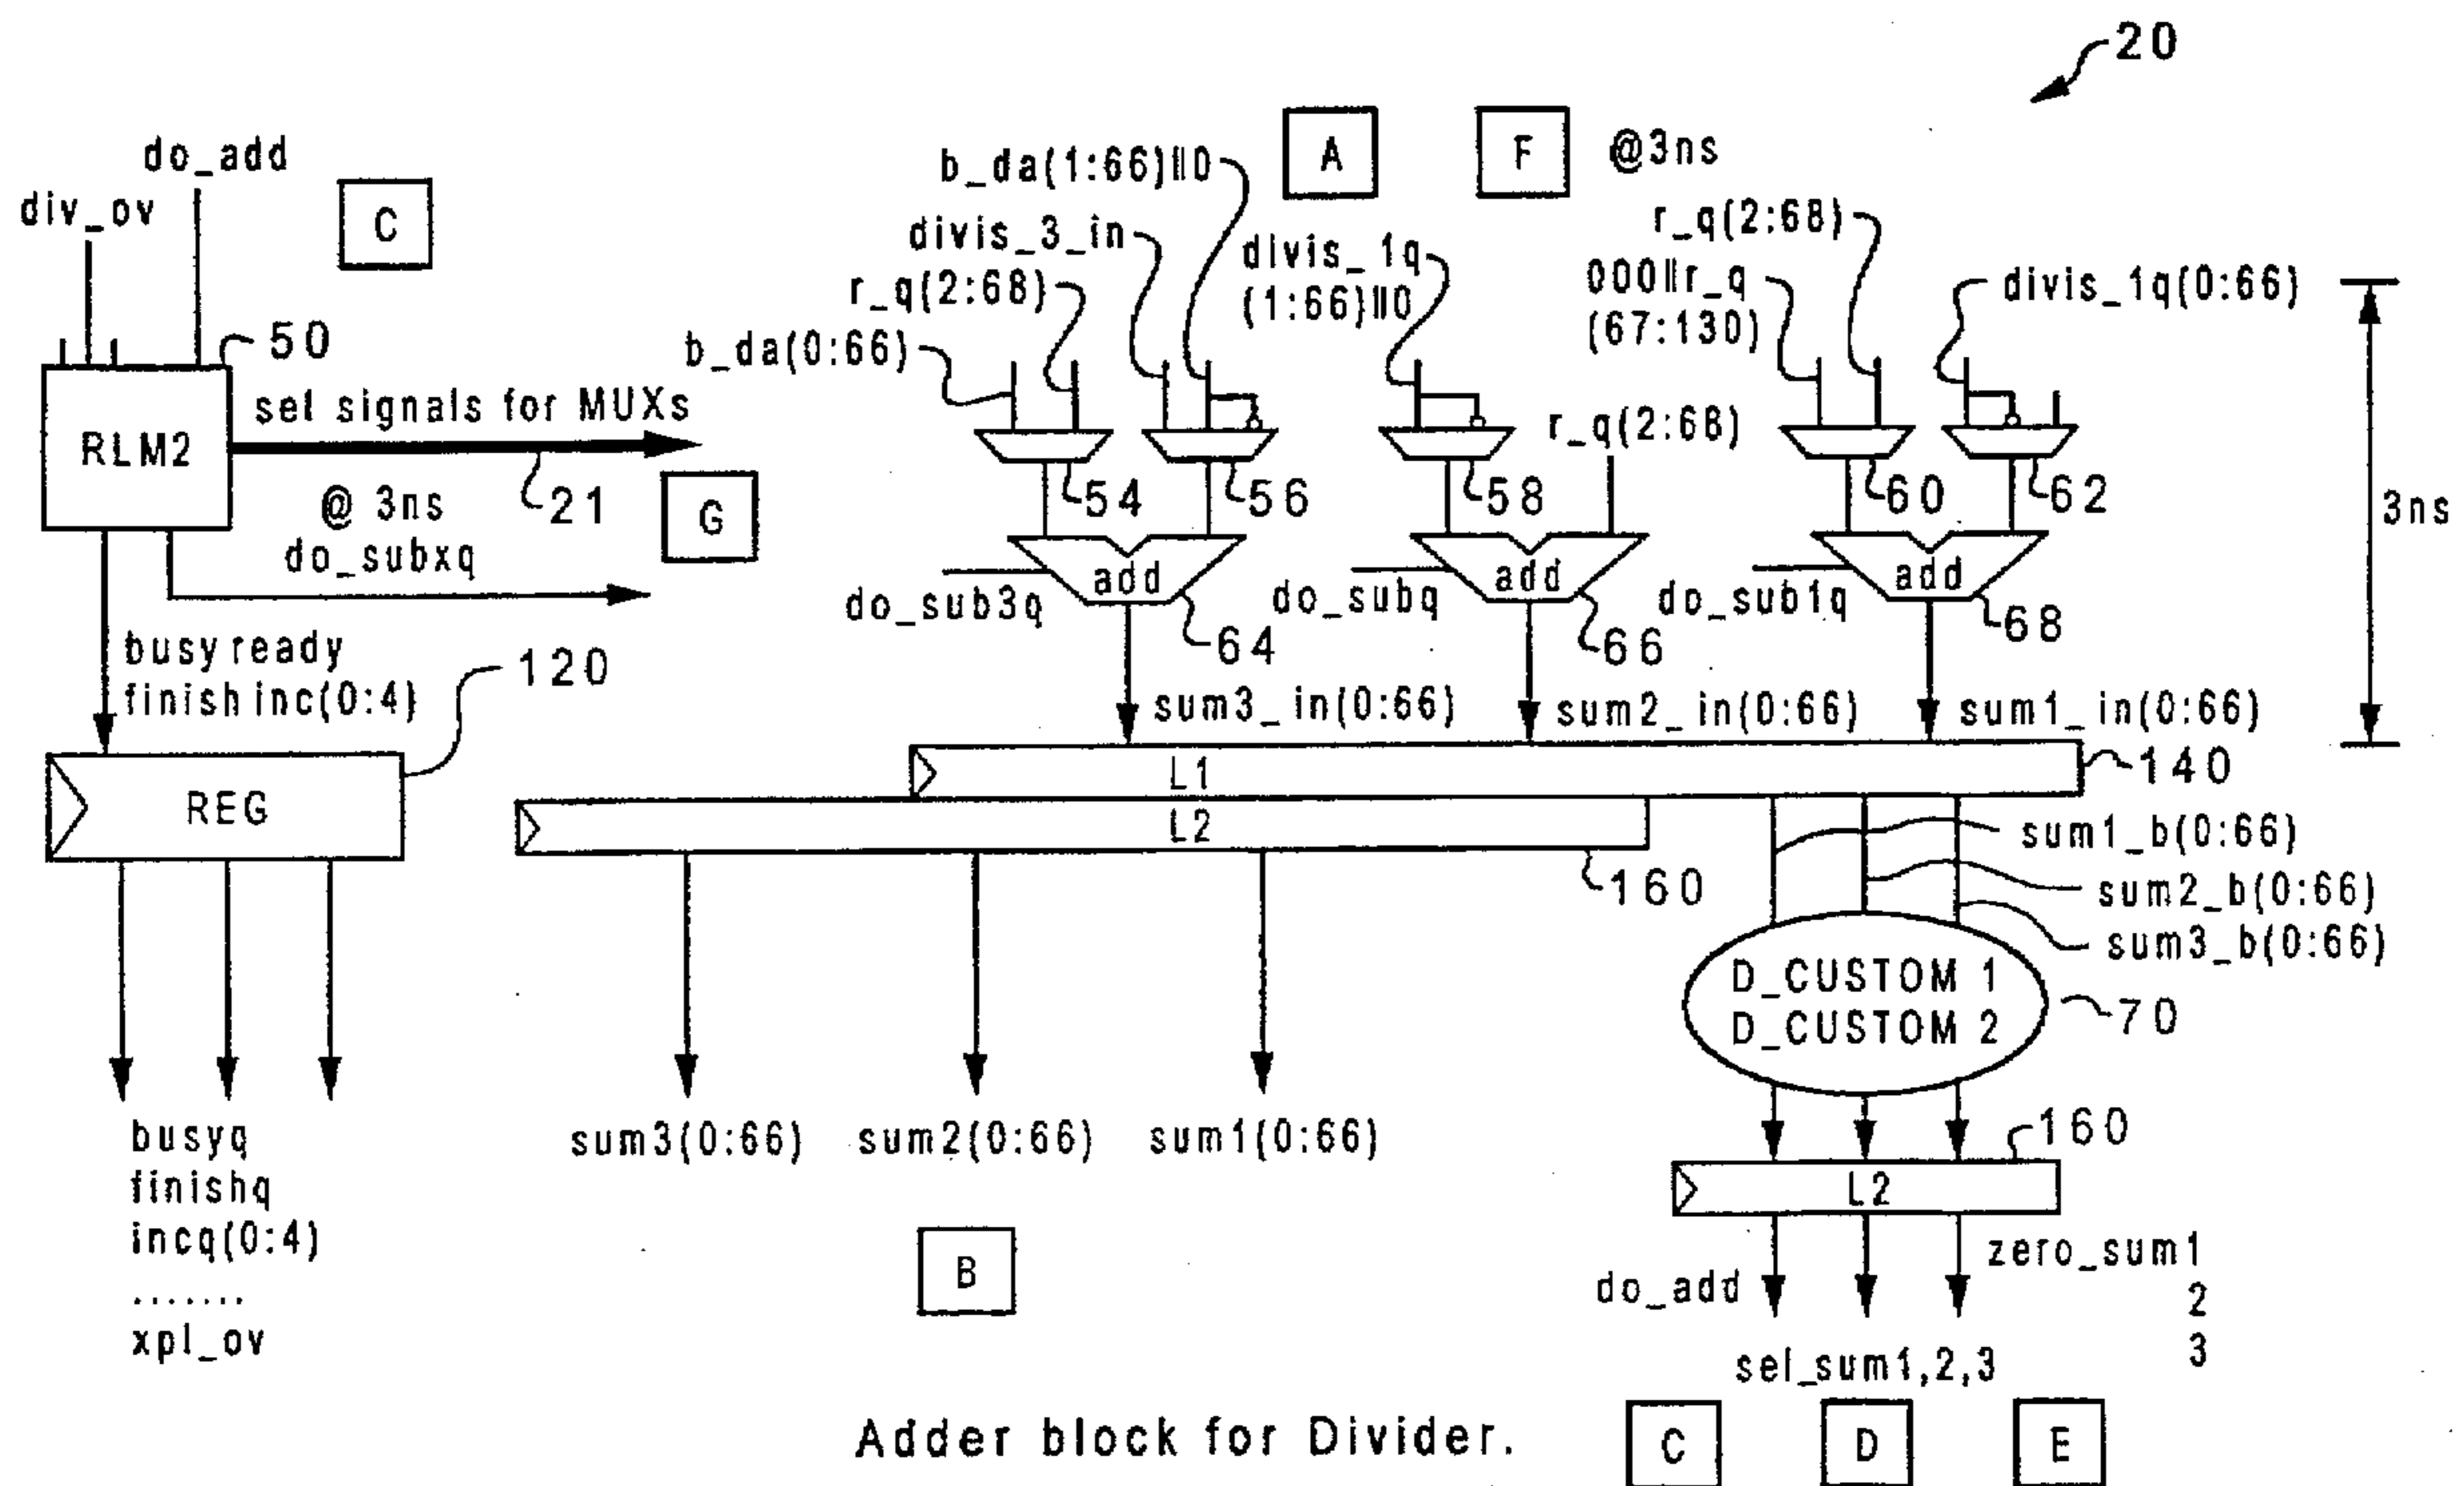 20
do_add
C
div_ov
50
RLM2
sel signals for MUXs
21
@ 3ns
do_subxq
G
busy ready
finish inc(0:4)
120
REG
busyq
finishq
incq(0:4)
.......
xpl_ov
A
F
@3ns
b_da(1:66)||0
divis_3_in
r_q(2:68)
b_da(0:66)
divis_1q
(1:66)||0
r_q(2:68)
r_q(2:68)
000||r_q
(67:130)
divis_1q(0:66)
54
56
58
60
62
3ns
add
add
add
do_sub3q
do_subq
do_sub1q
64
66
68
sum3_in(0:66)
sum2_in(0:66)
sum1_in(0:66)
L1
140
L2
160
sum1_b(0:66)
sum2_b(0:66)
sum3_b(0:66)
D_CUSTOM 1
D_CUSTOM 2
70
sum3(0:66)
sum2(0:66)
sum1(0:66)
160
L2
B
do_add
zero_sum1
2
3
sel_sum1,2,3
Adder block for Divider.
C
D
E